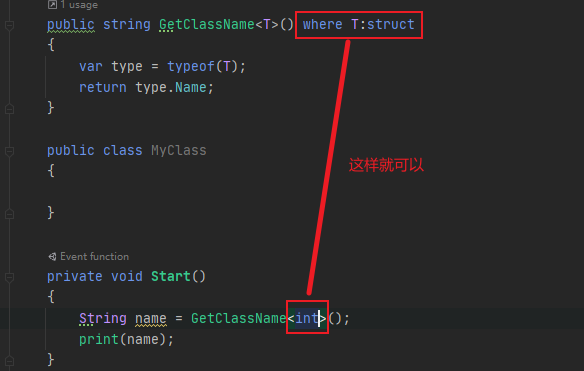 1 usage
public string GetClassName<T>() where T:struct
{
var type = typeof(T);
return type.Name;
}
public class MyClass
{
这样就可以
}
Event function
private void Start()
{
String name = GetClassName<int>();
print(name);
}